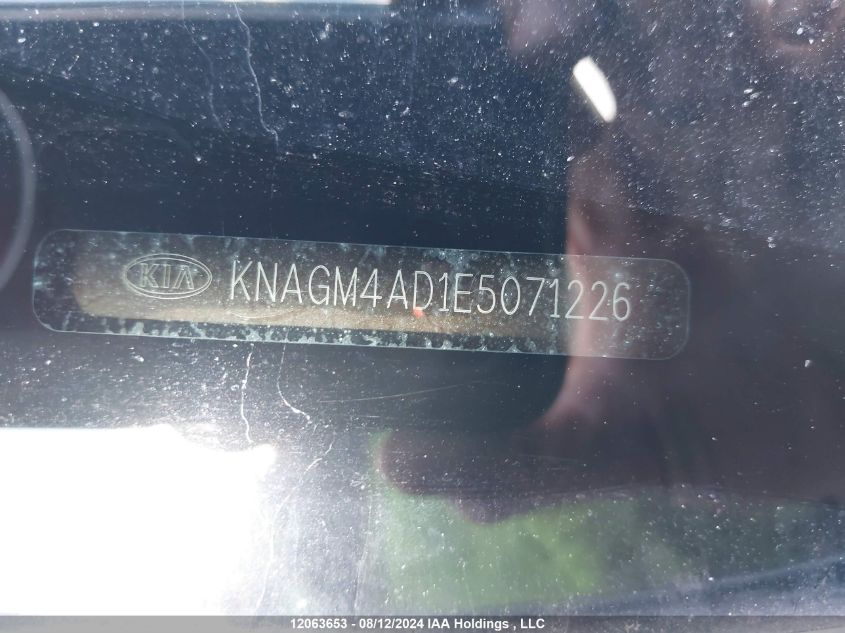 KIA KNAGM4AD1E5071226
12063653 - 08/12/2024 IAA Holdings , LLC